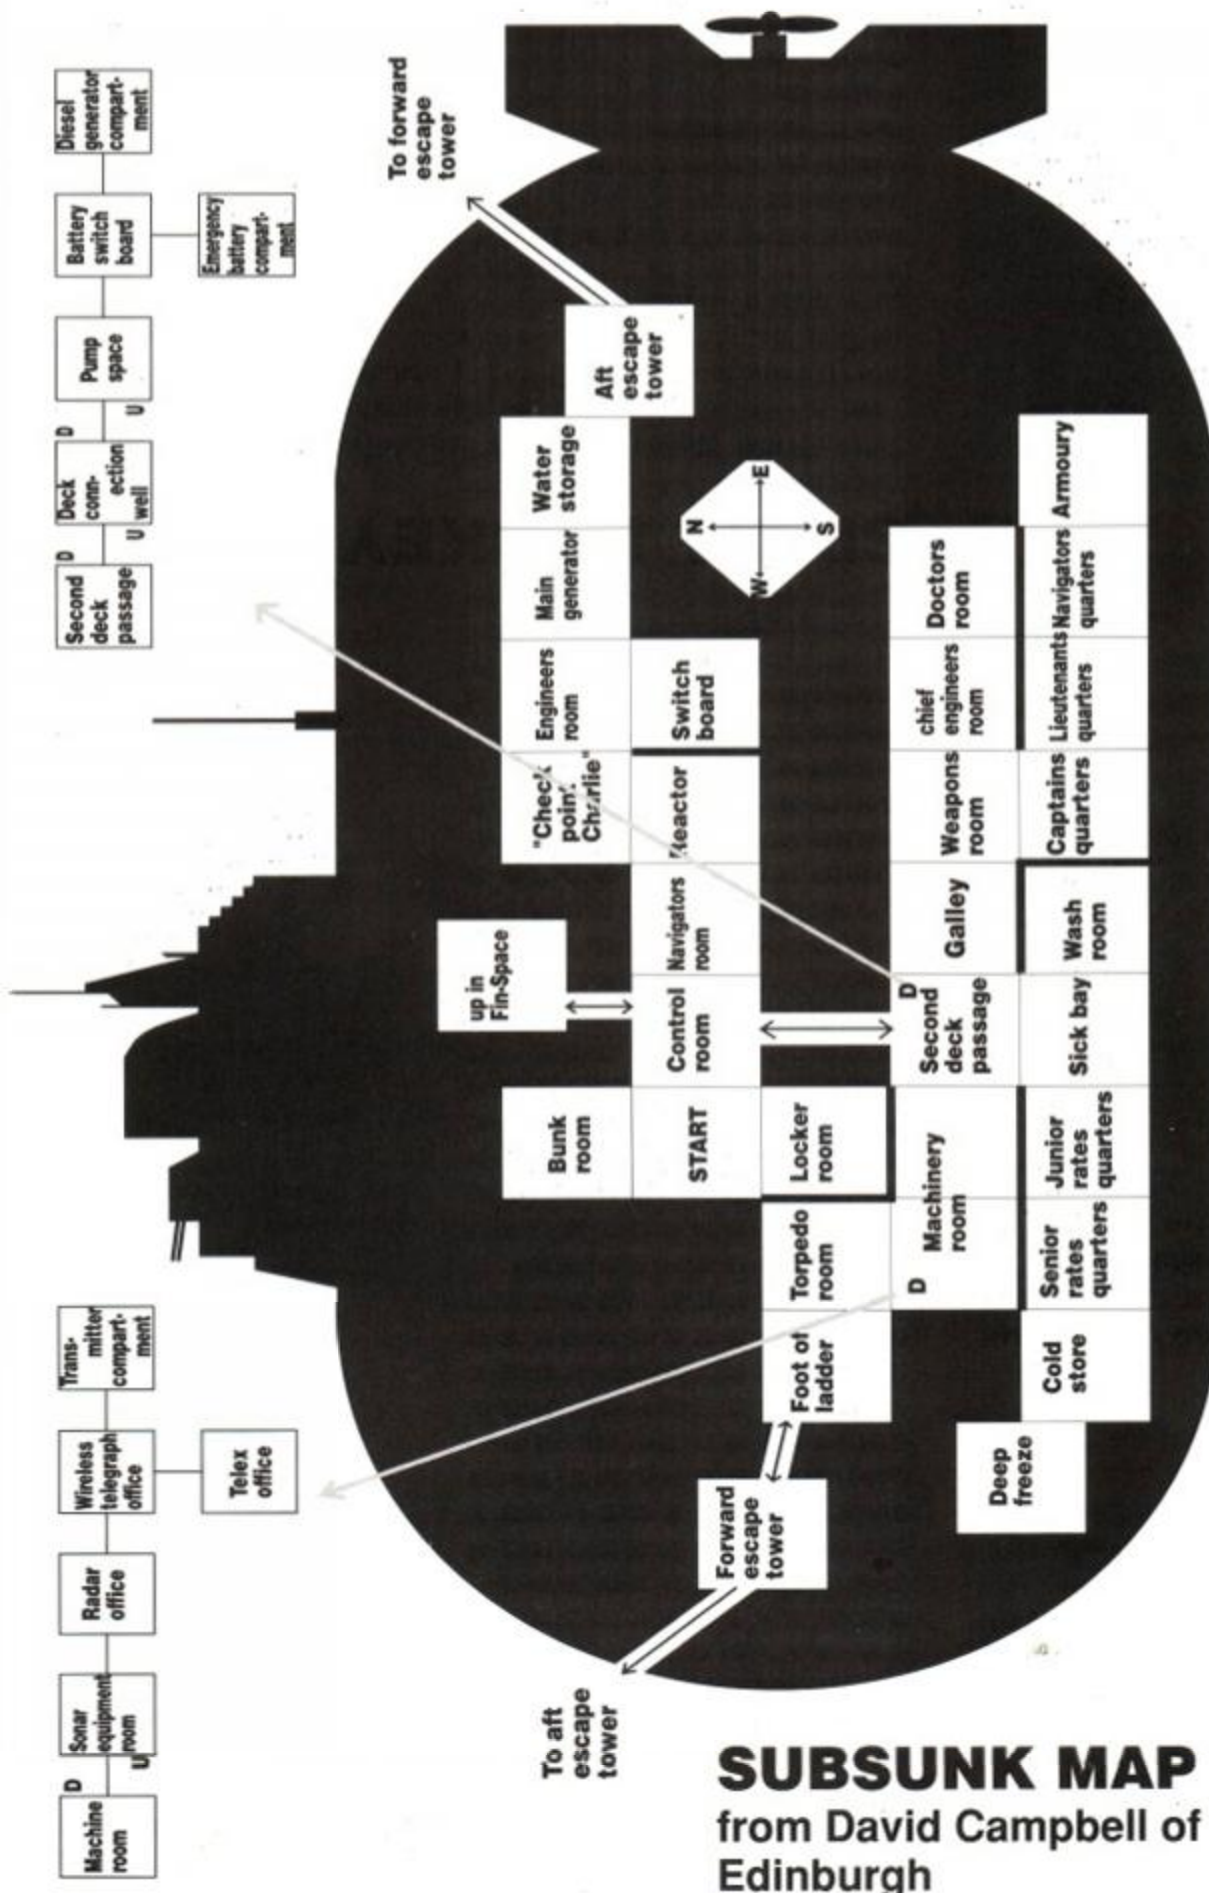 Diesel
generator
compart-
ment
Battery
switch
board
Emergency
battery
compart-
ment
Pump
space
D
U
Deck
conn-
ection
well
D
U
Second
deck
passage
Trans-
mitter
compart-
ment
Wireless
telegraph
office
Telex
office
Radar
office
Sonar
equipment
room
D
U
Machine
room
To forward
escape
tower
Aft
escape
tower
Water
storage
Main
generator
Engineers
room
"Check
point
Charlie"
Switch
board
Reactor
Navigators
room
up in
Fin-Space
Control
room
Bunk
room
START
Locker
room
N
E
S
W
Doctors
room
chief
engineers
room
Weapons
room
Galley
D
Second
deck
passage
Machinery
room
D
Torpedo
room
Foot of
ladder
Forward
escape
tower
To aft
escape
tower
Armoury
Navigators
quarters
Lieutenants
quarters
Captains
quarters
Wash
room
Sick bay
Junior
rates
quarters
Senior
rates
quarters
Cold
store
Deep
freeze
SUBSUNK MAP
from David Campbell of
Edinburgh